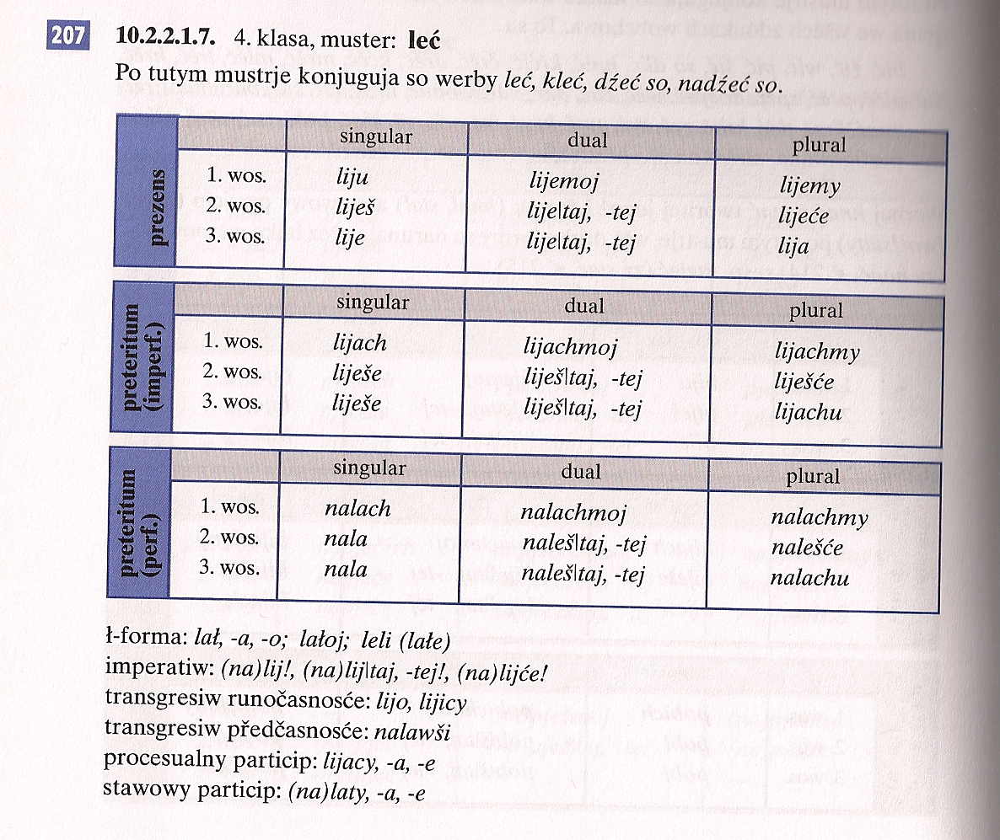 207 10.2.2.1.7. 4. klasa, muster: leć
Po tutym mustrje konjuguja so werby leć, kleć, dźeć so, nadźeć so.
prezens
singular dual plural
1. wos. liju lijemoj lijemy
2. wos. liješ lije|taj, -tej lijeće
3. wos. lije lije|taj, -tej lija
preteritum
(imperf.)
singular dual plural
1. wos. lijach lijachmoj lijachmy
2. wos. liješe liješ|taj, -tej liješće
3. wos. liješe liješ|taj, -tej lijachu
preteritum
(perf.)
singular dual plural
1. wos. nalach nalachmoj nalachmy
2. wos. nala naleš|taj, -tej nalešće
3. wos. nala naleš|taj, -tej nalachu
ł-forma: lał, -a, -o; lałoj; leli (lałe)
imperatiw: (na)lij!, (na)lij|taj, -tej!, (na)lijće!
transgresiw runočasnosće: lijo, lijicy
transgresiw předčasnosće: nalawši
procesualny particip: lijacy, -a, -e
stawowy particip: (na)laty, -a, -e